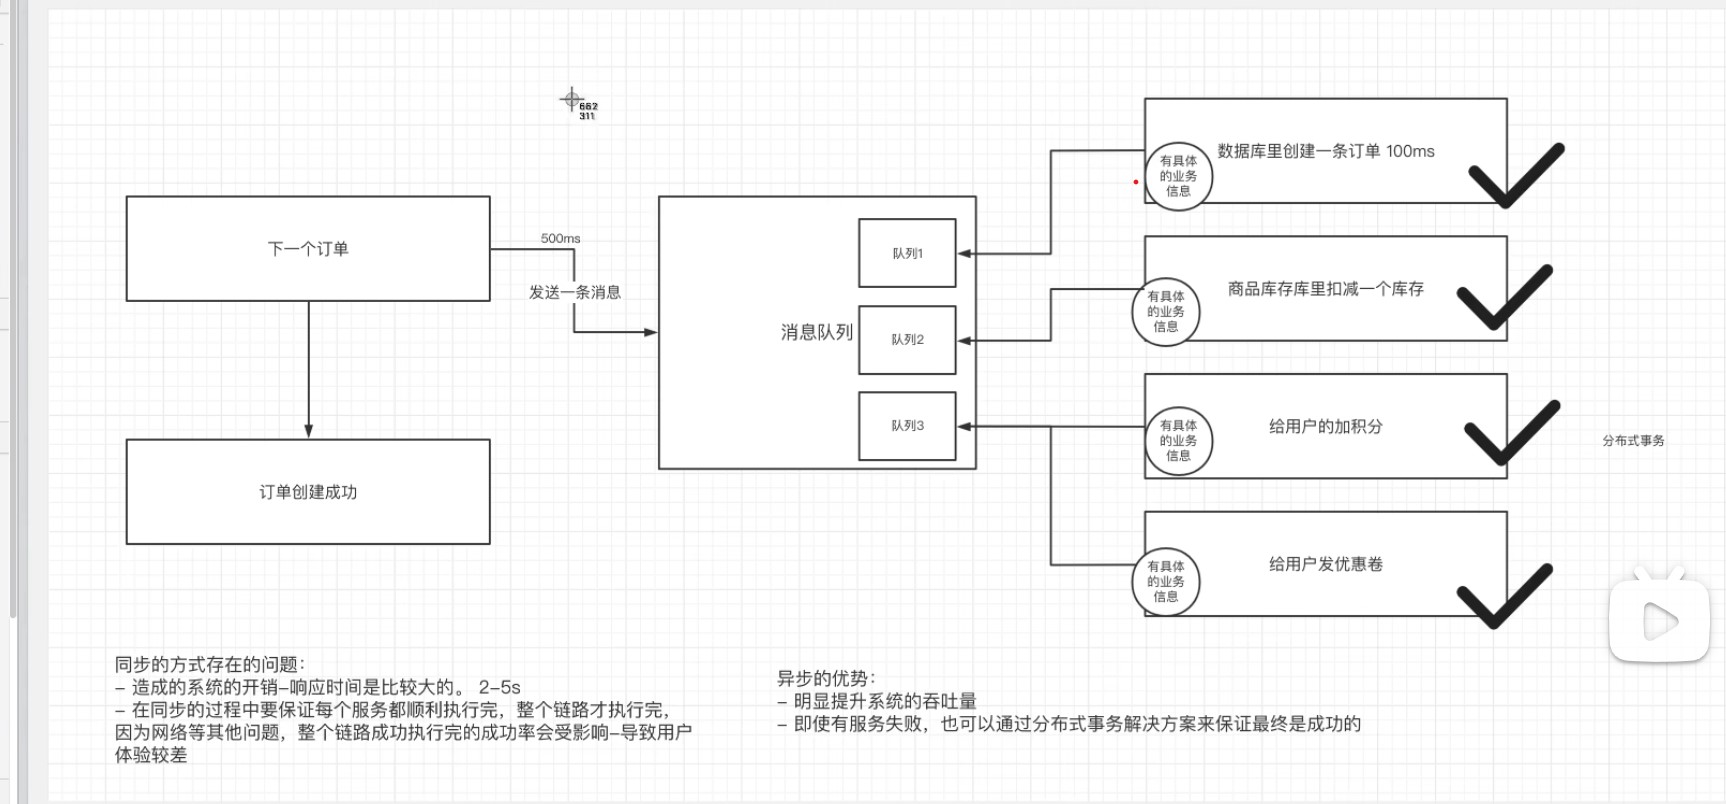 662
311
下一个订单
500ms
发送一条消息
订单创建成功
消息队列
队列1
队列2
队列3
有具体
的业务
信息
数据库里创建一条订单 100ms
有具体
的业务
信息
商品库存库里扣减一个库存
有具体
的业务
信息
给用户的加积分
分布式事务
有具体
的业务
信息
给用户发优惠卷
同步的方式存在的问题：
– 造成的系统的开销–响应时间是比较大的。 2–5s
– 在同步的过程中要保证每个服务都顺利执行完，整个链路才执行完，
因为网络等其他问题，整个链路成功执行完的成功率会受影响–导致用户
体验较差
异步的优势：
– 明显提升系统的吞吐量
– 即使有服务失败，也可以通过分布式事务解决方案来保证最终是成功的